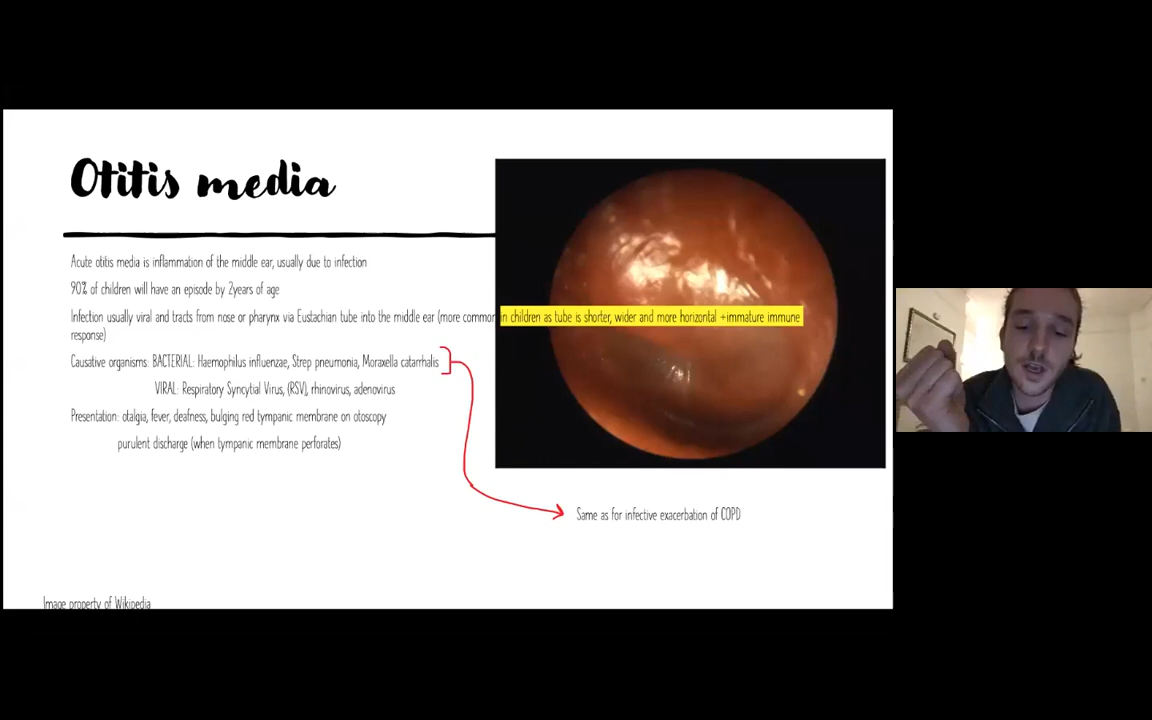 Otitis media
Acute otitis media is inflammation of the middle ear, usually due to infection
90% of children will have an episode by 2years of age
Infection usually viral and tracts from nose or pharynx via Eustachian tube into the middle ear (more common in children as tube is shorter, wider and more horizontal +immature immune
response)
Causative organisms: BACTERIAL: Haemophilus influenzae, Strep pneumonia, Moraxella catarrhalis
VIRAL: Respiratory Syncytial Virus, (RSV), rhinovirus, adenovirus
Presentation: otalgia, fever, deafness, bulging red tympanic membrane on otoscopy
purulent discharge (when tympanic membrane perforates)
Same as for infective exacerbation of COPD
Image property of Wikipedia